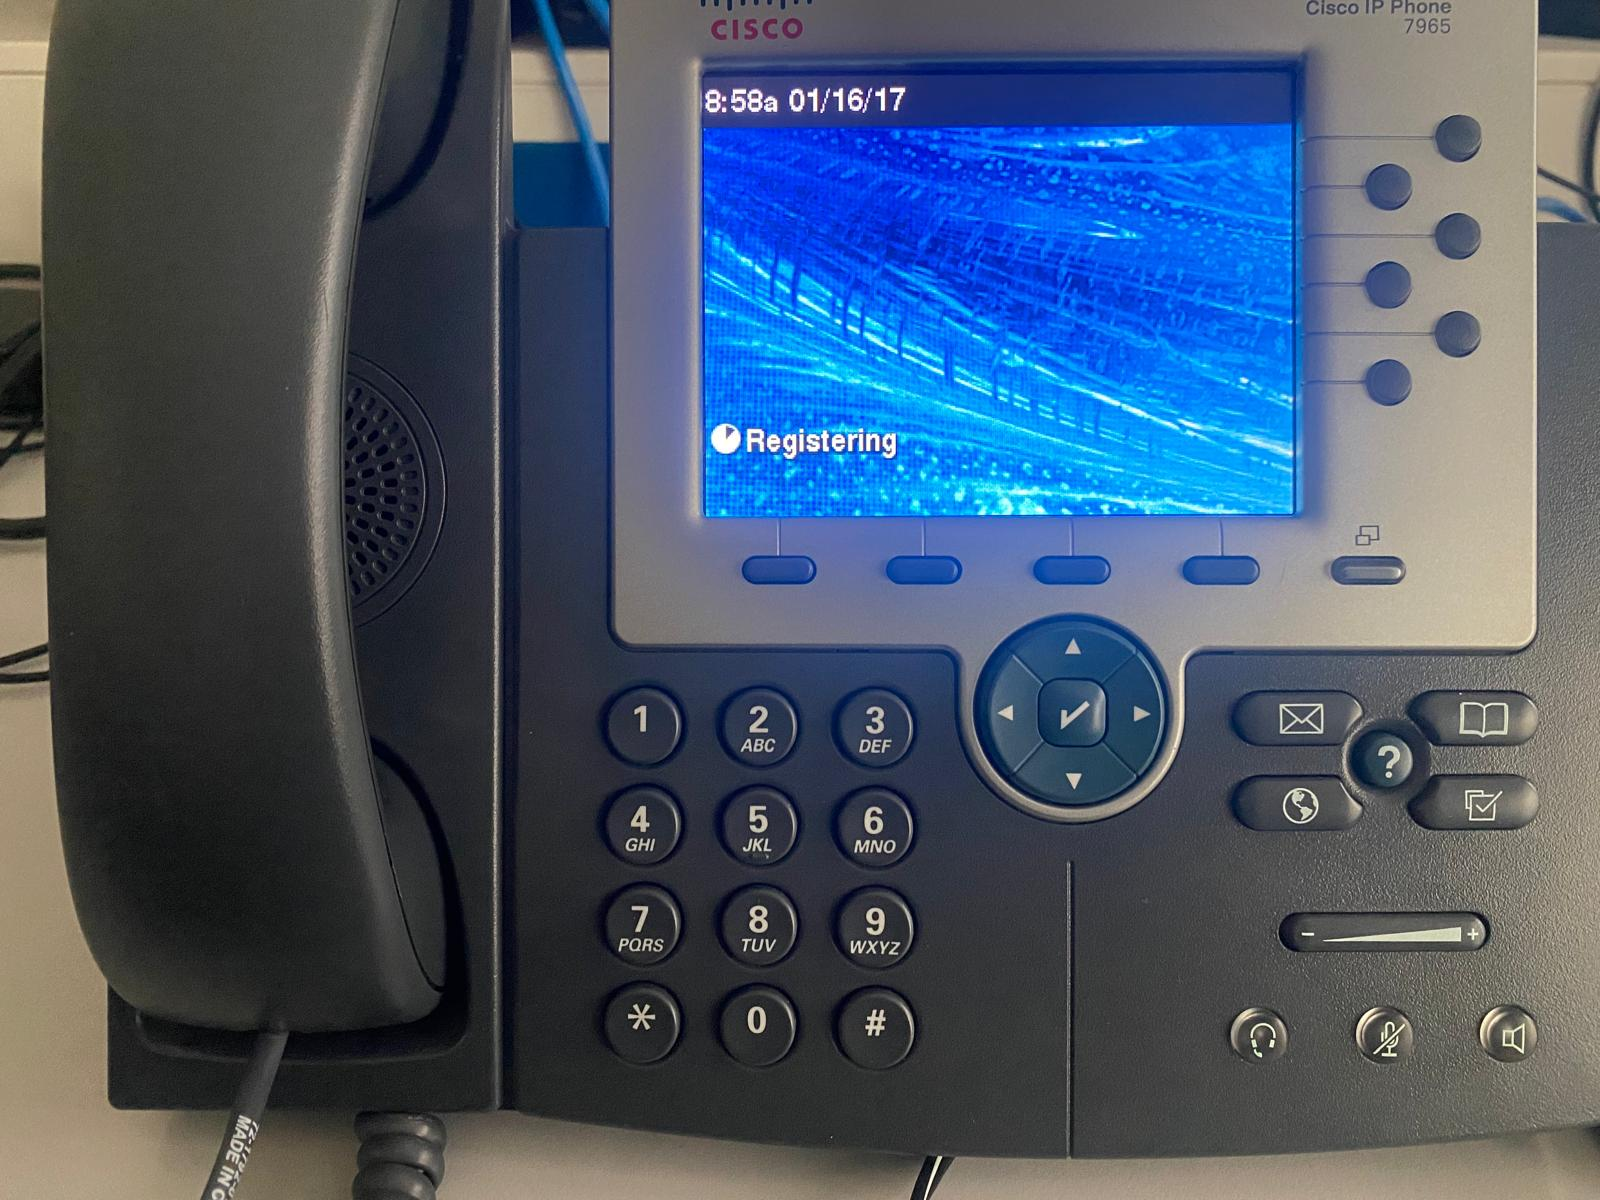 CISCO
Cisco IP Phone
7965
8:58a 01/16/17
Registering
1
2
ABC
3
DEF
4
GHI
5
JKL
6
MNO
7
PQRS
8
TUV
9
WXYZ
*
0
#
?
- +
MADE IN